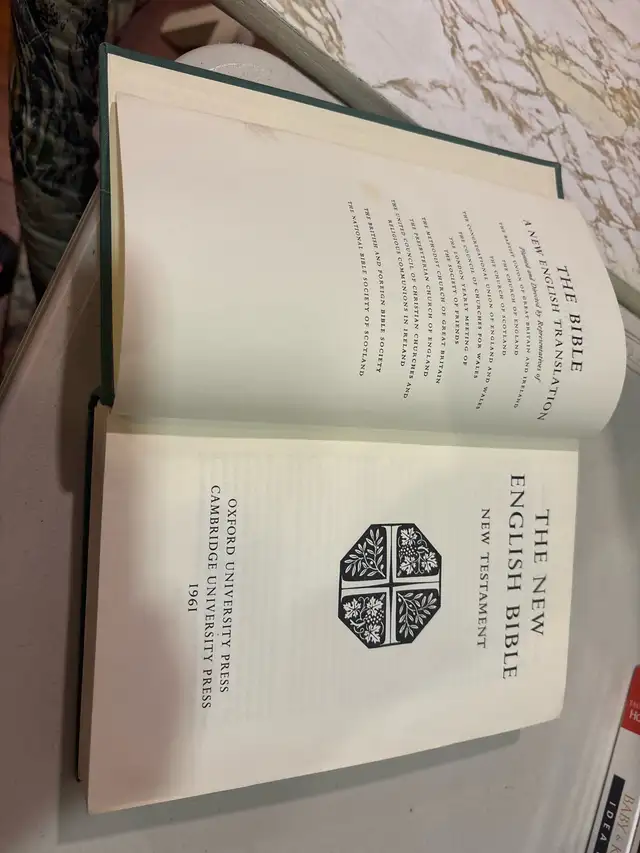 THE BIBLE
A NEW ENGLISH TRANSLATION
Planned and Directed by Representatives of
THE BAPTIST UNION OF GREAT BRITAIN AND IRELAND
THE CHURCH OF ENGLAND
THE CHURCH OF SCOTLAND
THE CONGREGATIONAL UNION OF ENGLAND AND WALES
THE COUNCIL OF CHURCHES FOR WALES
THE LONDON YEARLY MEETING OF
THE SOCIETY OF FRIENDS
THE METHODIST CHURCH OF GREAT BRITAIN
THE PRESBYTERIAN CHURCH OF ENGLAND
THE UNITED COUNCIL OF CHRISTIAN CHURCHES AND
RELIGIOUS COMMUNIONS IN IRELAND
THE BRITISH AND FOREIGN BIBLE SOCIETY
THE NATIONAL BIBLE SOCIETY OF SCOTLAND
THE NEW
ENGLISH BIBLE
NEW TESTAMENT
OXFORD UNIVERSITY PRESS
CAMBRIDGE UNIVERSITY PRESS
1961
BABY &
IDEA